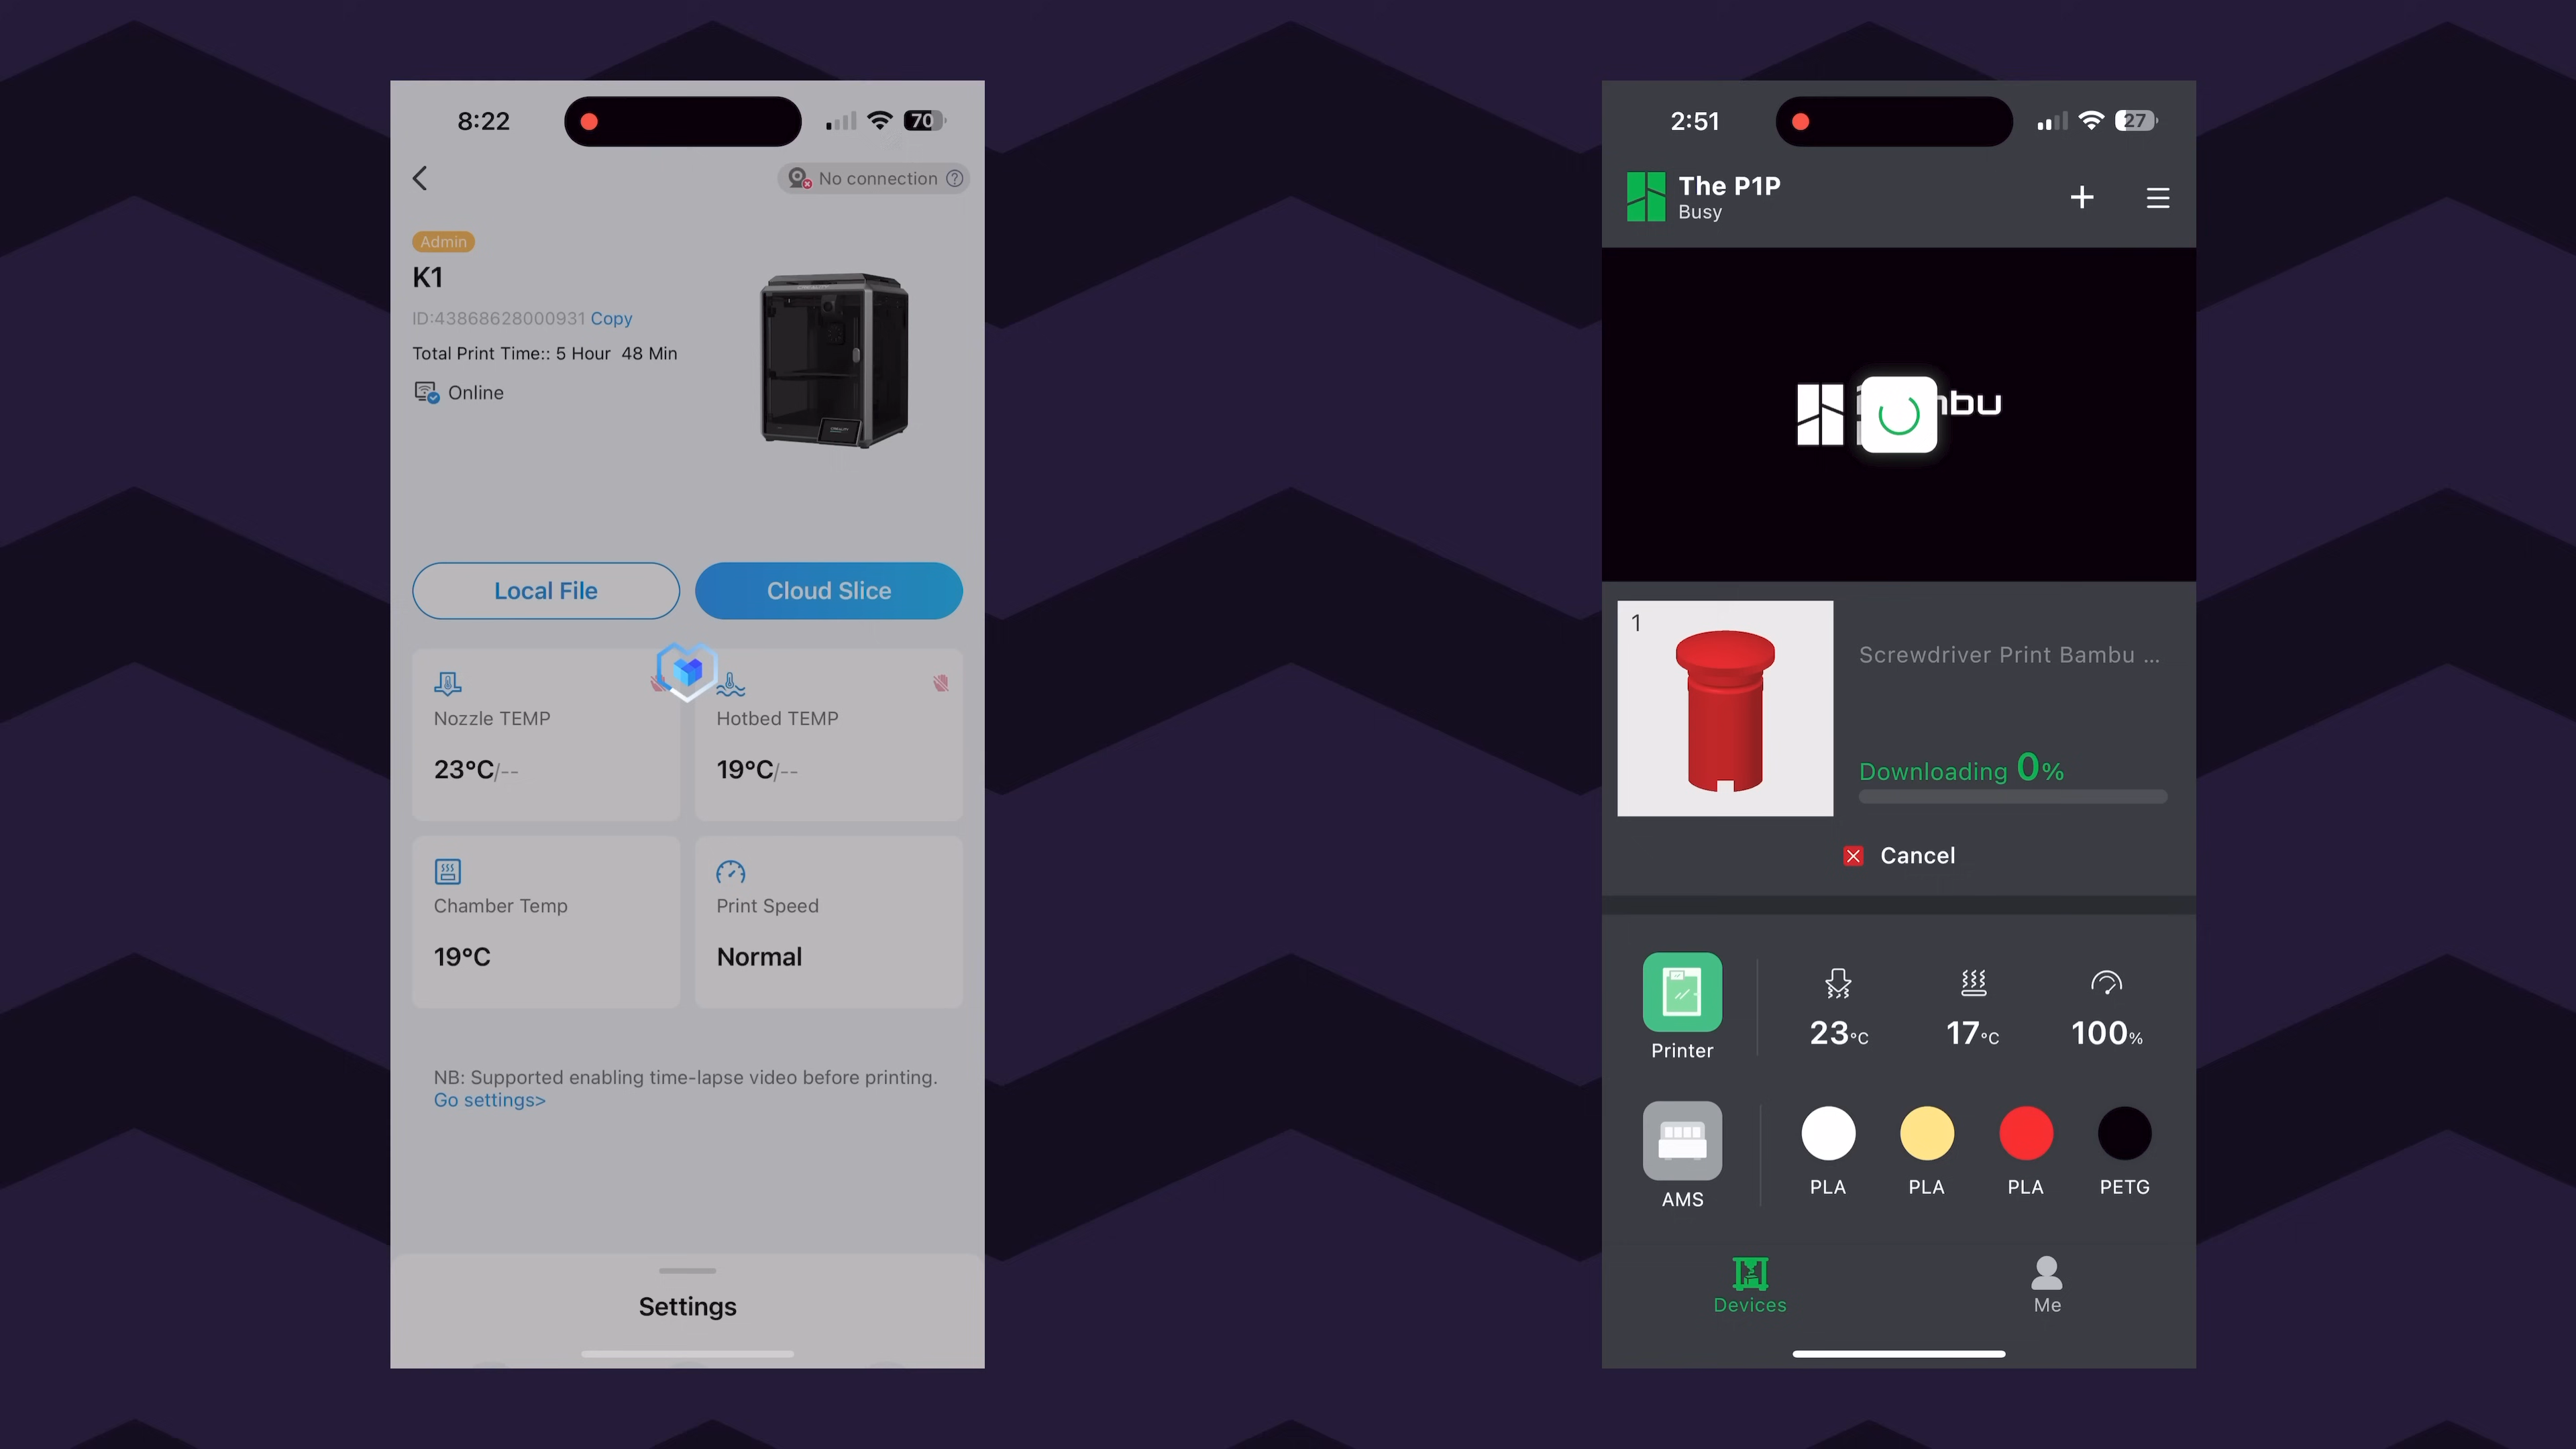 8:22
70
No connection
Admin
K1
ID:43868628000931 Copy
Total Print Time:: 5 Hour 48 Min
Online
Local File
Cloud Slice
Nozzle TEMP
23°C/--
Hotbed TEMP
19°C/--
Chamber Temp
19°C
Print Speed
Normal
NB: Supported enabling time-lapse video before printing.
Go settings>
Settings
2:51
27
The P1P
Busy
1
Screwdriver Print Bambu ...
Downloading 0%
Cancel
Printer
23°C
17°C
100%
AMS
PLA
PLA
PLA
PETG
Devices
Me